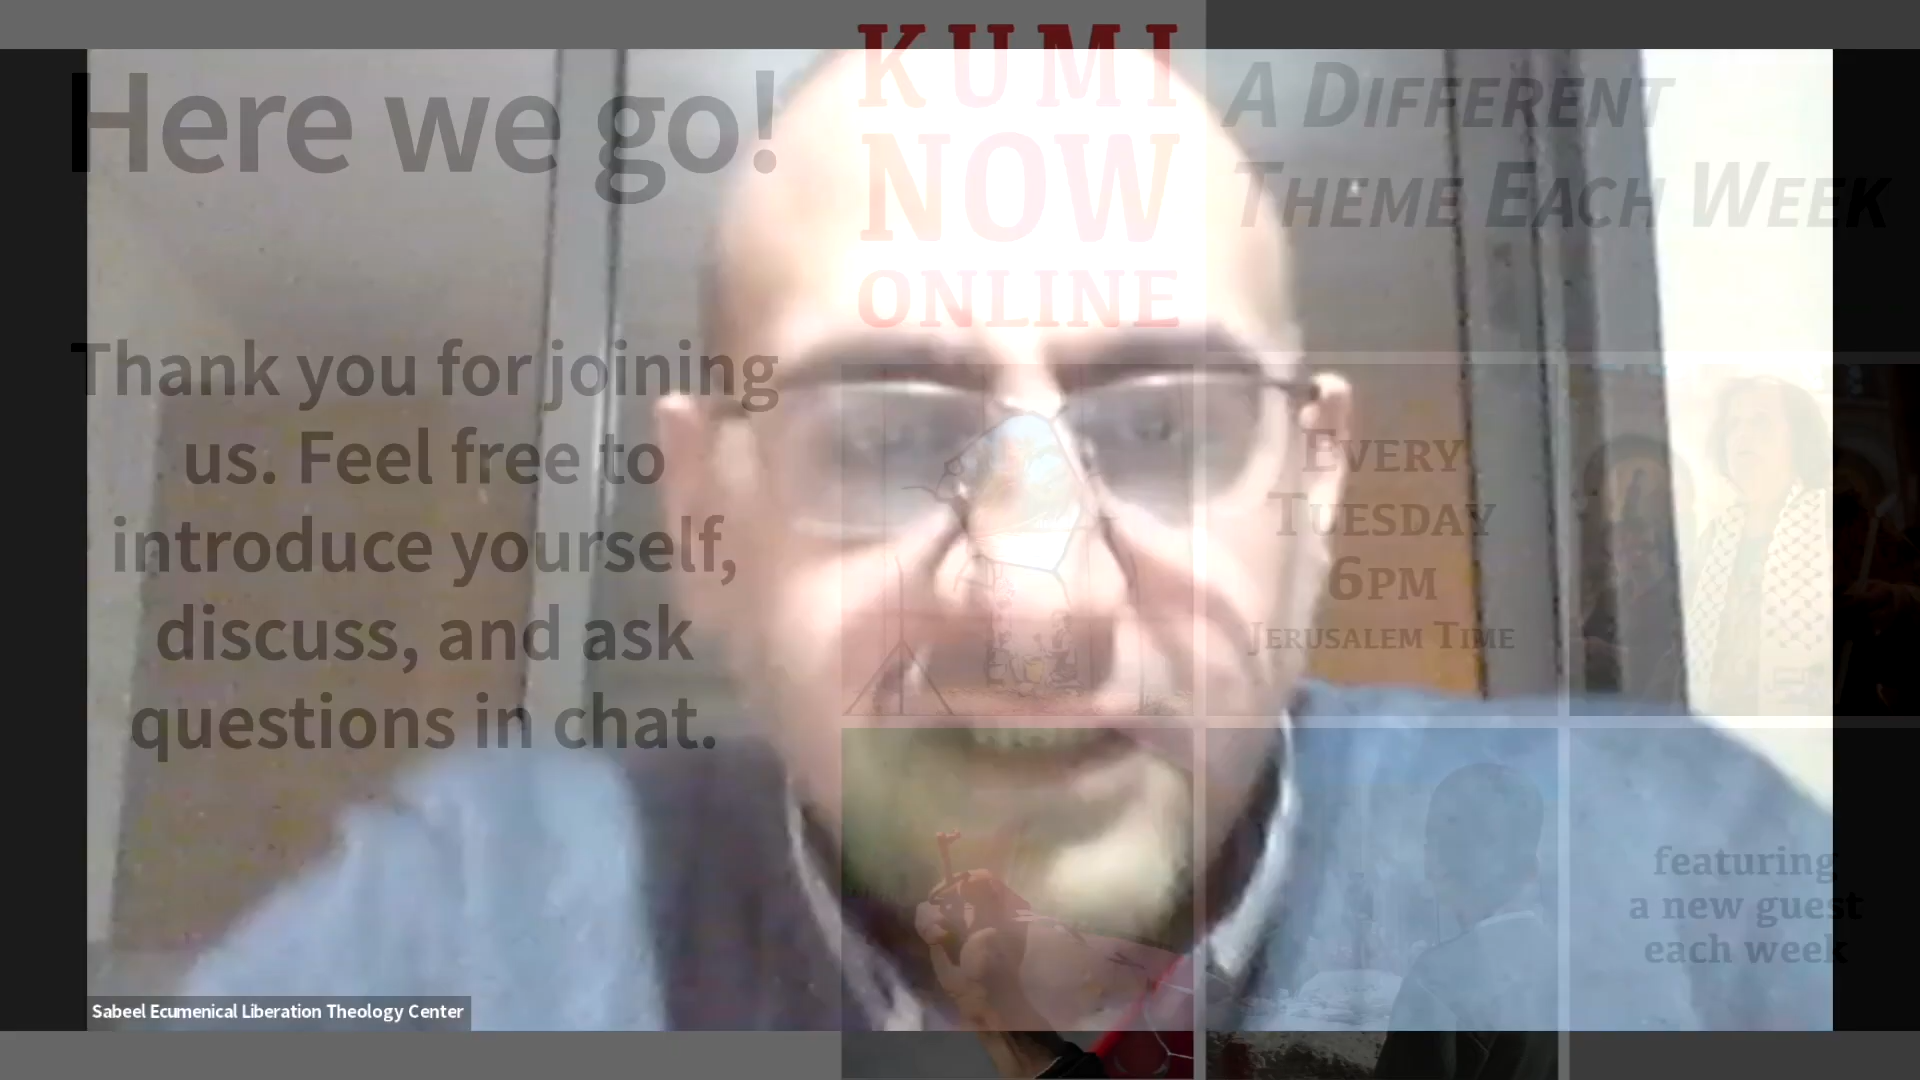 Here we go!
Thank you for joining
us. Feel free to
introduce yourself,
discuss, and ask
questions in chat.
KUMI
NOW
ONLINE
A DIFFERENT
THEME EACH WEEK
EVERY
TUESDAY
6PM
JERUSALEM TIME
featuring
a new guest
each week
Sabeel Ecumenical Liberation Theology Center